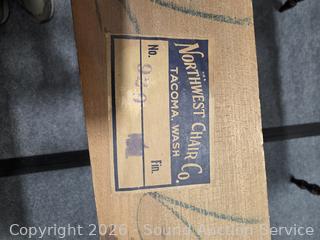 NORTHWEST CHAIR CO.
TACOMA, WASH
No. Fin.
Copyright 2026 - Sound Auction Service